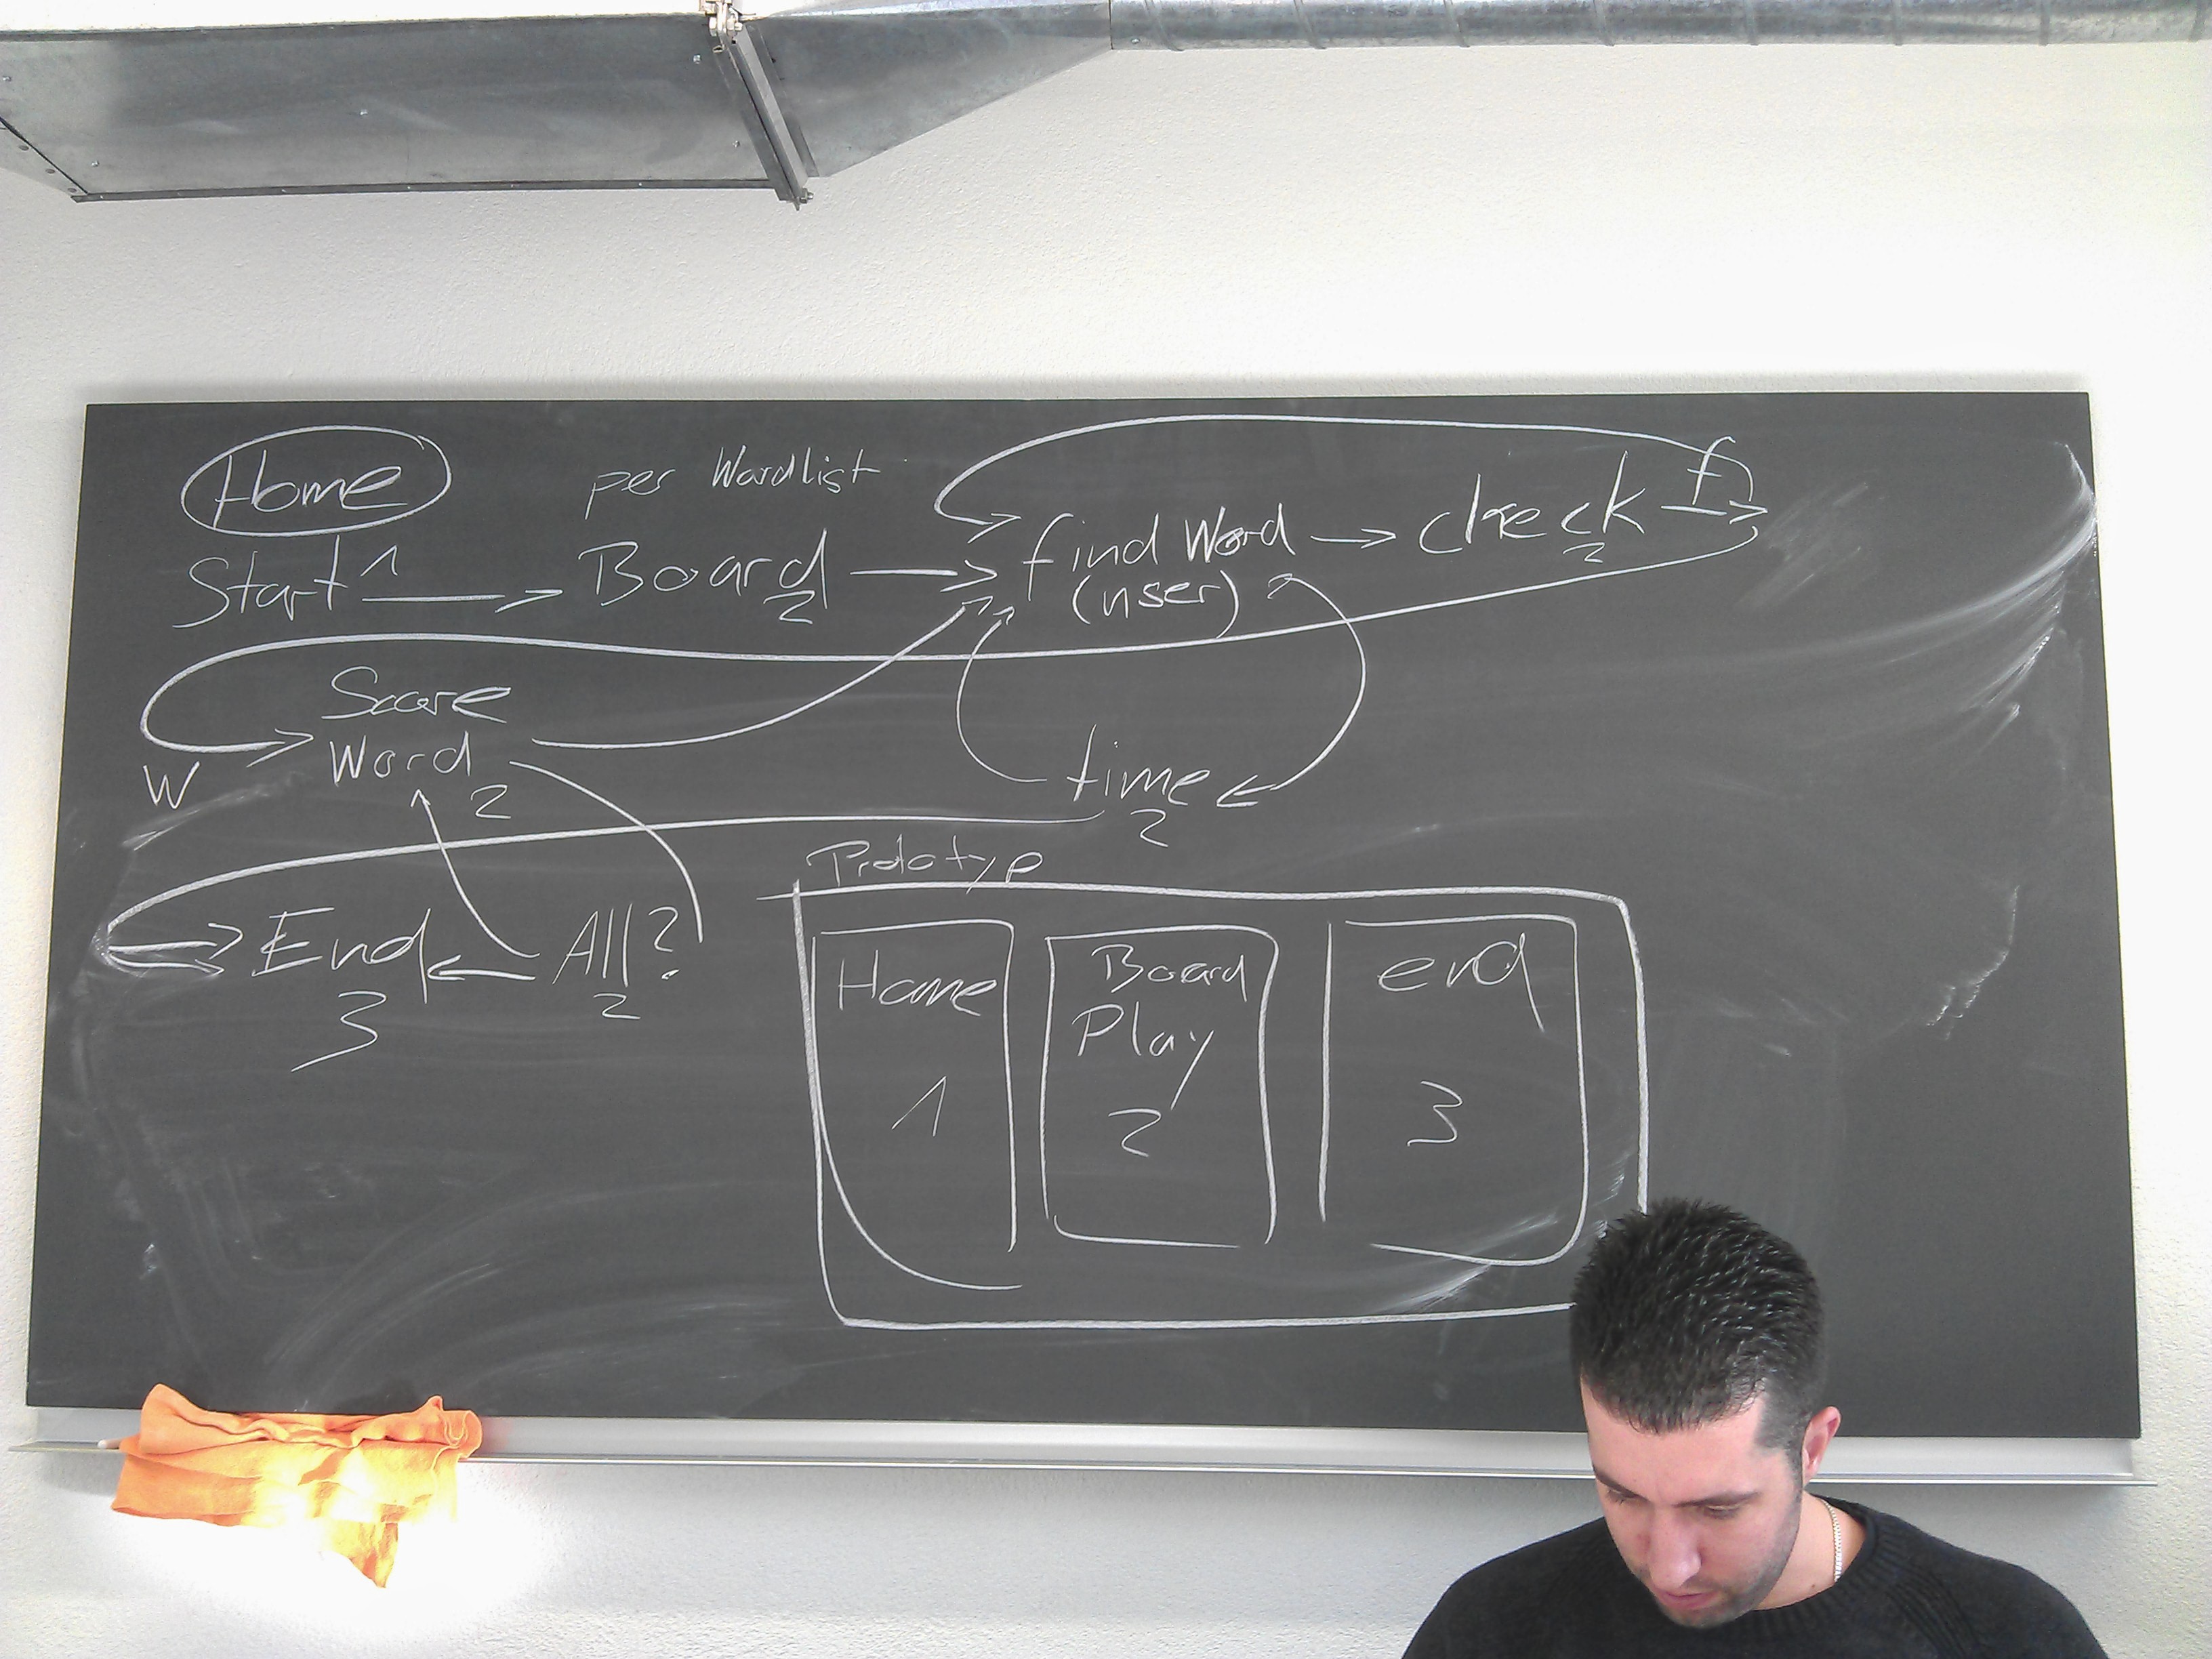 Home
per Wordlist
Start 1
Board
2
find Word
(user)
check
2
f
Score
Word
2
W
time
2
End
3
All?
2
Prototyp
Home
1
Board
Play
2
end
3